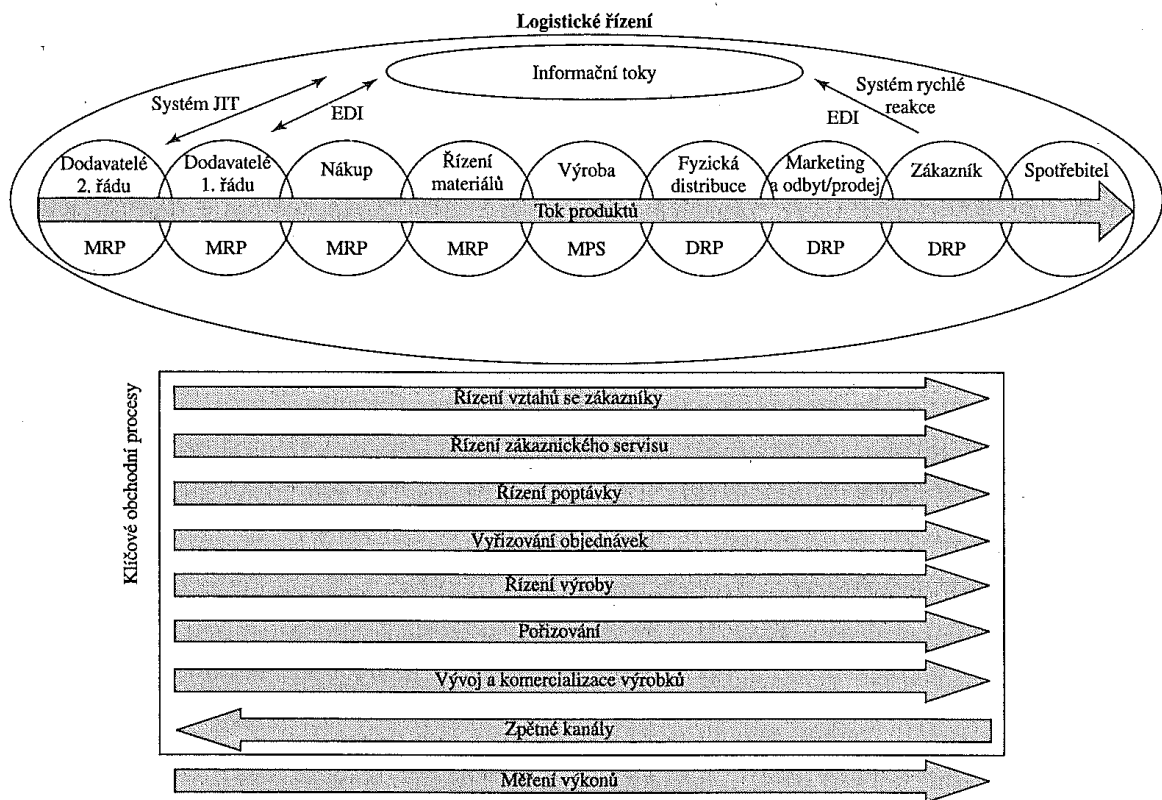 Logistické řízení
Informační toky
Systém JIT
EDI
Systém rychlé
reakce
EDI
Dodavatelé
2. řádu
Dodavatelé
1. řádu
Nákup
Řízení
materiálů
Výroba
Fyzická
distribuce
Marketing
a odbyt/prodej
Zákazník
Spotřebitel
Tok produktů
MRP
MRP
MRP
MRP
MPS
DRP
DRP
DRP
Klíčové obchodní procesy
Řízení vztahů se zákazníky
Řízení zákaznického servisu
Řízení poptávky
Vyřizování objednávek
Řízení výroby
Pořizování
Vývoj a komercializace výrobků
Zpětné kanály
Měření výkonů